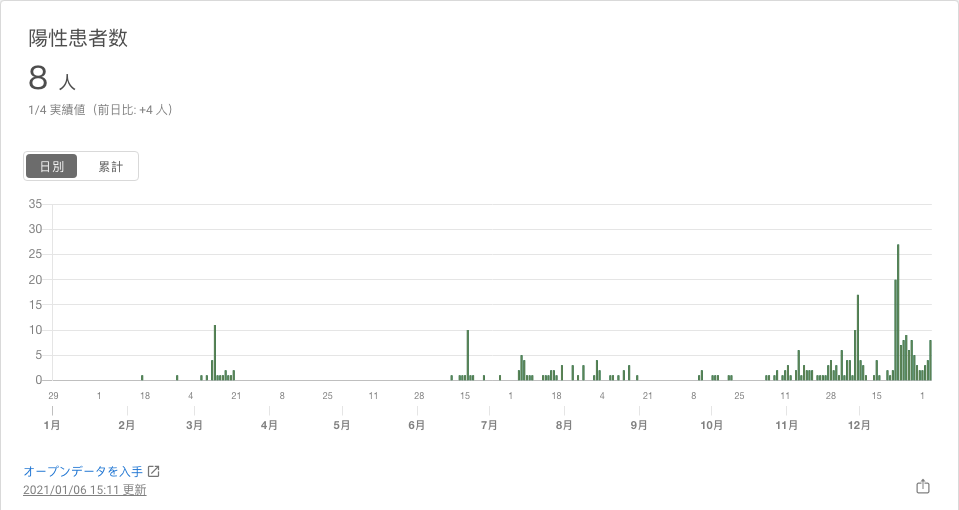 陽性患者数
8 人
1/4 実績値（前日比: +4 人）
日別 累計
35
30
25
20
15
10
5
0
29 1 18 4 21 8 25 11 28 15 1 18 4 21 8 25 11 28 15 1
1月 2月 3月 4月 5月 6月 7月 8月 9月 10月 11月 12月
オープンデータを入手
2021/01/06 15:11 更新